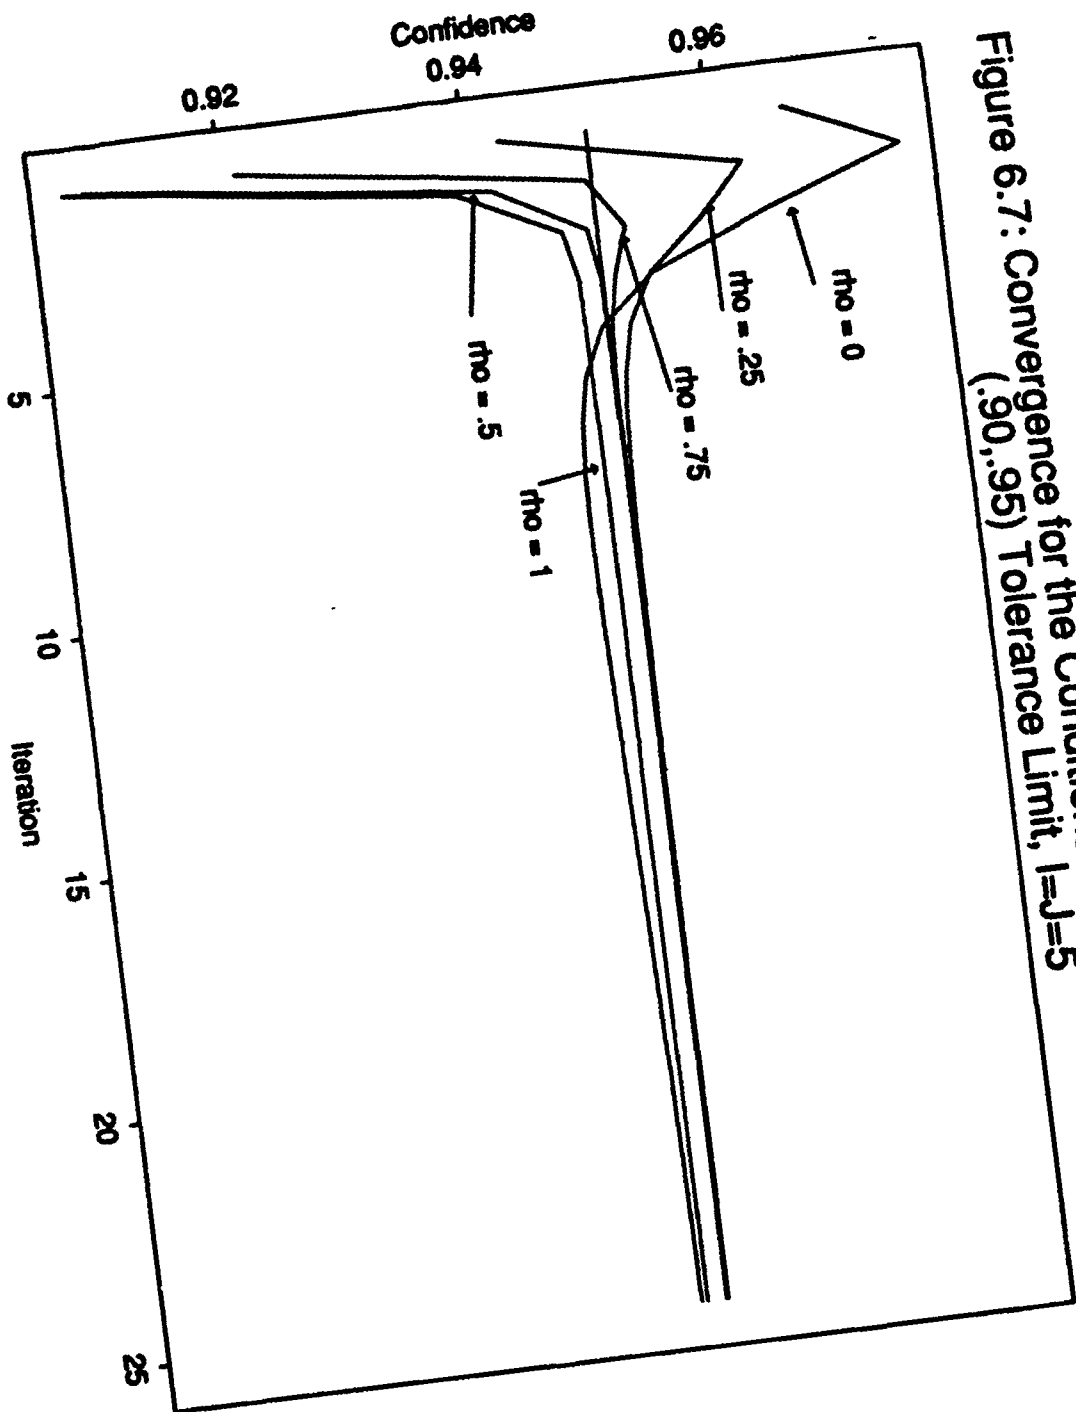 Figure 6.7: Convergence for the
(.90,.95) Tolerance Limit, I=J=5
Confidence
0.92
0.94
0.96
rho = 0
rho = .25
rho = .75
rho = .5
rho = 1
5
10
15
20
25
Iteration